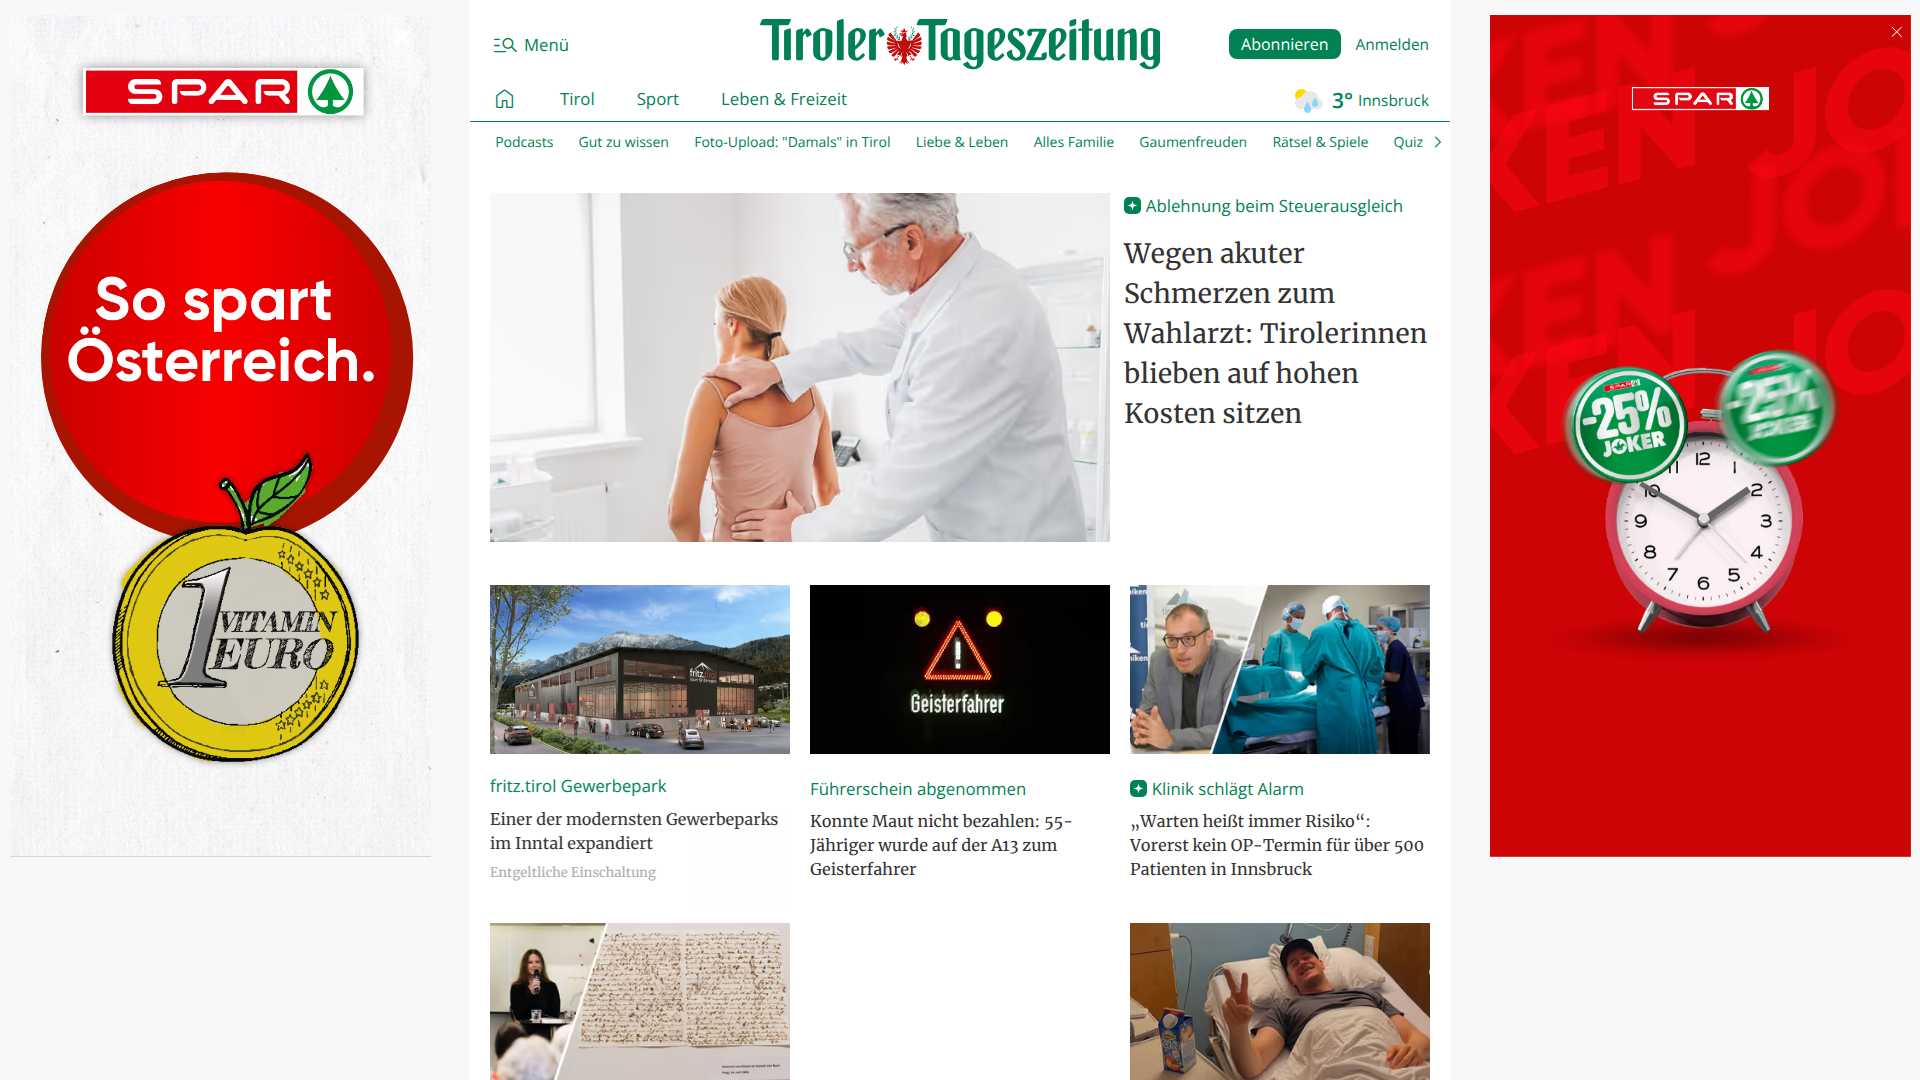 SPAR
So spart
Österreich.
1 VITAMIN
EURO
Menü
Tiroler Tageszeitung
Abonnieren
Anmelden
Tirol
Sport
Leben & Freizeit
3° Innsbruck
Podcasts
Gut zu wissen
Foto-Upload: "Damals" in Tirol
Liebe & Leben
Alles Familie
Gaumenfreuden
Rätsel & Spiele
Quiz
Ablehnung beim Steuerausgleich
Wegen akuter
Schmerzen zum
Wahlarzt: Tirolerinnen
blieben auf hohen
Kosten sitzen
fritz.tirol
Geisterfahrer
fritz.tirol Gewerbepark
Einer der modernsten Gewerbeparks
im Inntal expandiert
Entgeltliche Einschaltung
Führerschein abgenommen
Konnte Maut nicht bezahlen: 55-
Jähriger wurde auf der A13 zum
Geisterfahrer
Klinik schlägt Alarm
„Warten heißt immer Risiko“:
Vorerst kein OP-Termin für über 500
Patienten in Innsbruck
SPAR
JOKER
-25%
JOKER
-25%
12
1
2
3
4
5
6
7
8
9
10
11